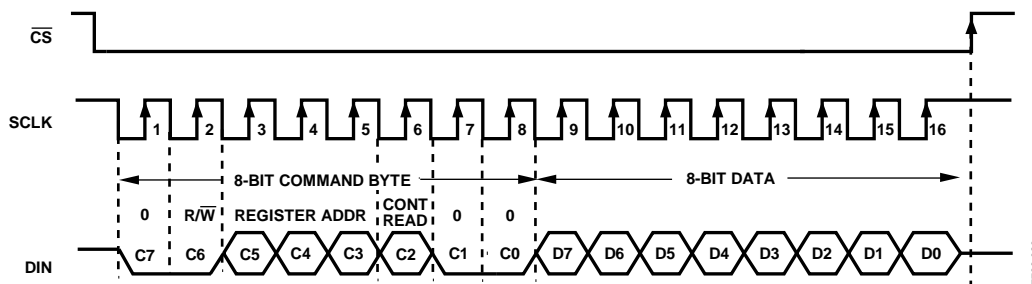 CS
SCLK
1 2 3 4 5 6 7 8 9 10 11 12 13 14 15 16
8-BIT COMMAND BYTE 8-BIT DATA
0 R/W REGISTER ADDR CONT READ 0 0
DIN C7 C6 C5 C4 C3 C2 C1 C0 D7 D6 D5 D4 D3 D2 D1 D0